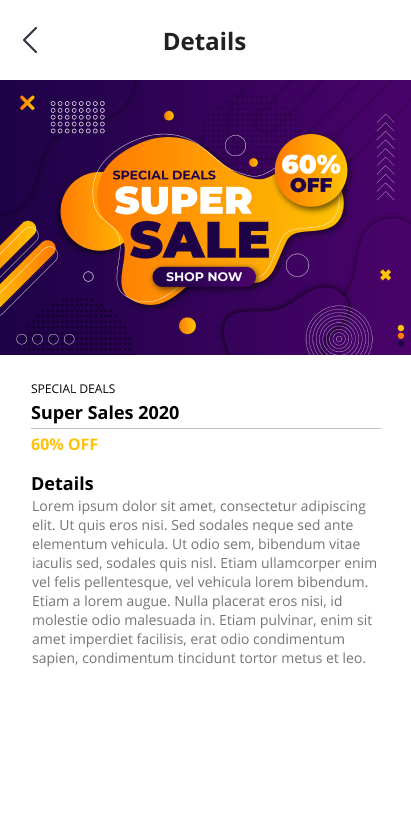 Details
SPECIAL DEALS
SUPER
SALE
SHOP NOW
60%
OFF
SPECIAL DEALS
Super Sales 2020
60% OFF
Details
Lorem ipsum dolor sit amet, consectetur adipiscing
elit. Ut quis eros nisi. Sed sodales neque sed ante
elementum vehicula. Ut odio sem, bibendum vitae
iaculis sed, sodales quis nisl. Etiam ullamcorper enim
vel felis pellentesque, vel vehicula lorem bibendum.
Etiam a lorem augue. Nulla placerat eros nisi, id
molestie odio malesuada in. Etiam pulvinar, enim sit
amet imperdiet facilisis, erat odio condimentum
sapien, condimentum tincidunt tortor metus et leo.